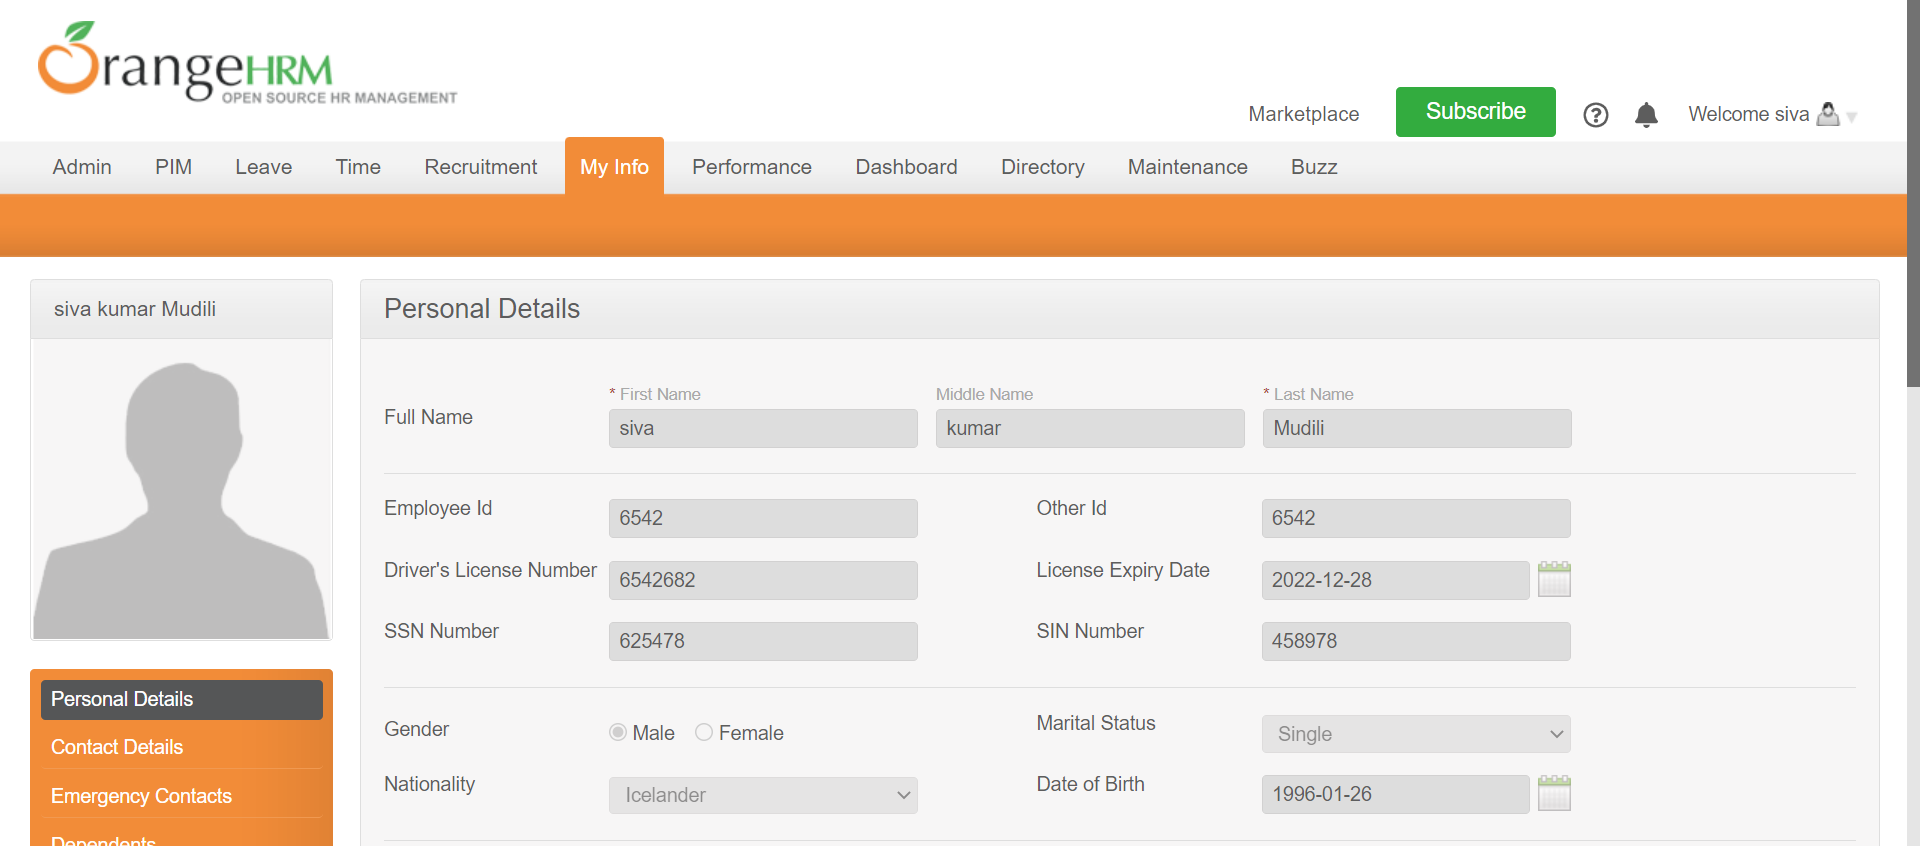 OrangeHRM
OPEN SOURCE HR MANAGEMENT
Marketplace Subscribe Welcome siva
Admin PIM Leave Time Recruitment My Info Performance Dashboard Directory Maintenance Buzz
siva kumar Mudili
Personal Details
* First Name Middle Name * Last Name
Full Name siva kumar Mudili
Employee Id 6542 Other Id 6542
Driver's License Number 6542682 License Expiry Date 2022-12-28
SSN Number 625478 SIN Number 458978
Gender Male Female Marital Status Single
Nationality Icelander Date of Birth 1996-01-26
Personal Details
Contact Details
Emergency Contacts
Dependents